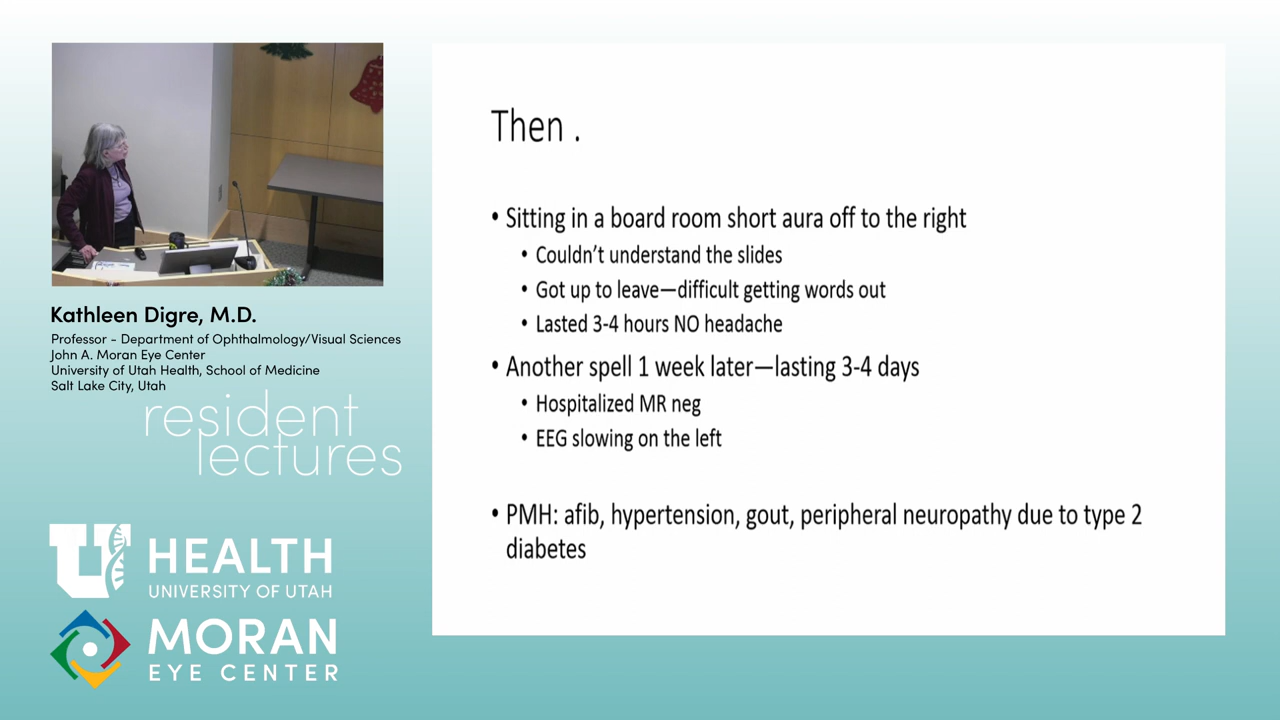 Kathleen Digre, M.D.
Professor - Department of Ophthalmology/Visual Sciences
John A. Moran Eye Center
University of Utah Health, School of Medicine
Salt Lake City, Utah
resident
lectures
U HEALTH
UNIVERSITY OF UTAH
MORAN
EYE CENTER
Then .
• Sitting in a board room short aura off to the right
• Couldn’t understand the slides
• Got up to leave—difficult getting words out
• Lasted 3-4 hours NO headache
• Another spell 1 week later—lasting 3-4 days
• Hospitalized MR neg
• EEG slowing on the left
• PMH: afib, hypertension, gout, peripheral neuropathy due to type 2
diabetes